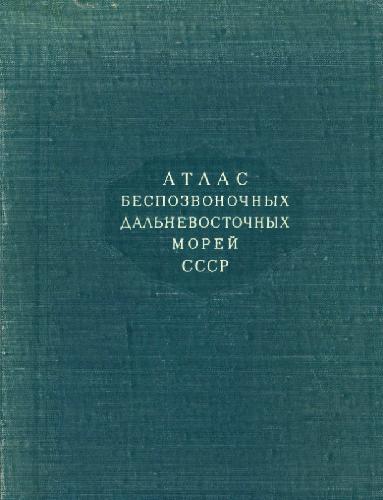 АТЛАС
БЕСПОЗВОНОЧНЫХ
ДАЛЬНЕВОСТОЧНЫХ
МОРЕЙ
СССР